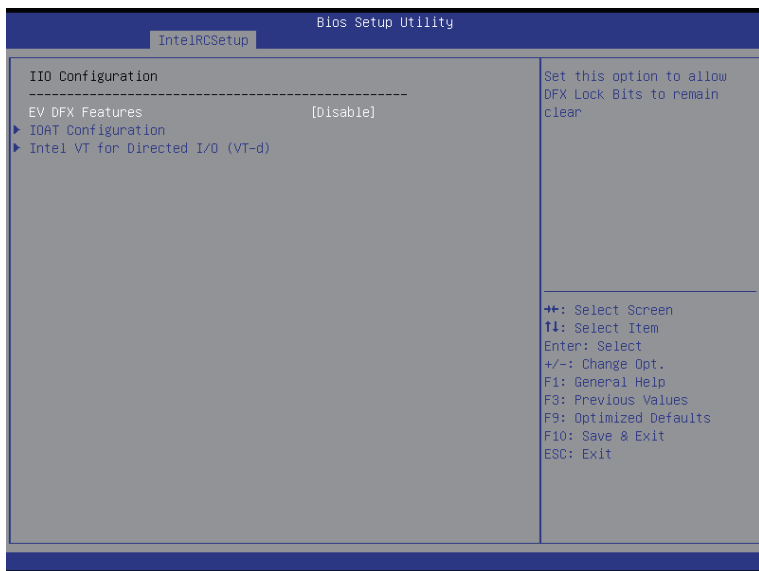 Bios Setup Utility
IntelRCSetup
IIO Configuration
--------------------------------------------------
EV DFX Features [Disable]
IOAT Configuration
Intel VT for Directed I/O (VT-d)
Set this option to allow
DFX Lock Bits to remain
clear
→←: Select Screen
↑↓: Select Item
Enter: Select
+/-: Change Opt.
F1: General Help
F3: Previous Values
F9: Optimized Defaults
F10: Save & Exit
ESC: Exit